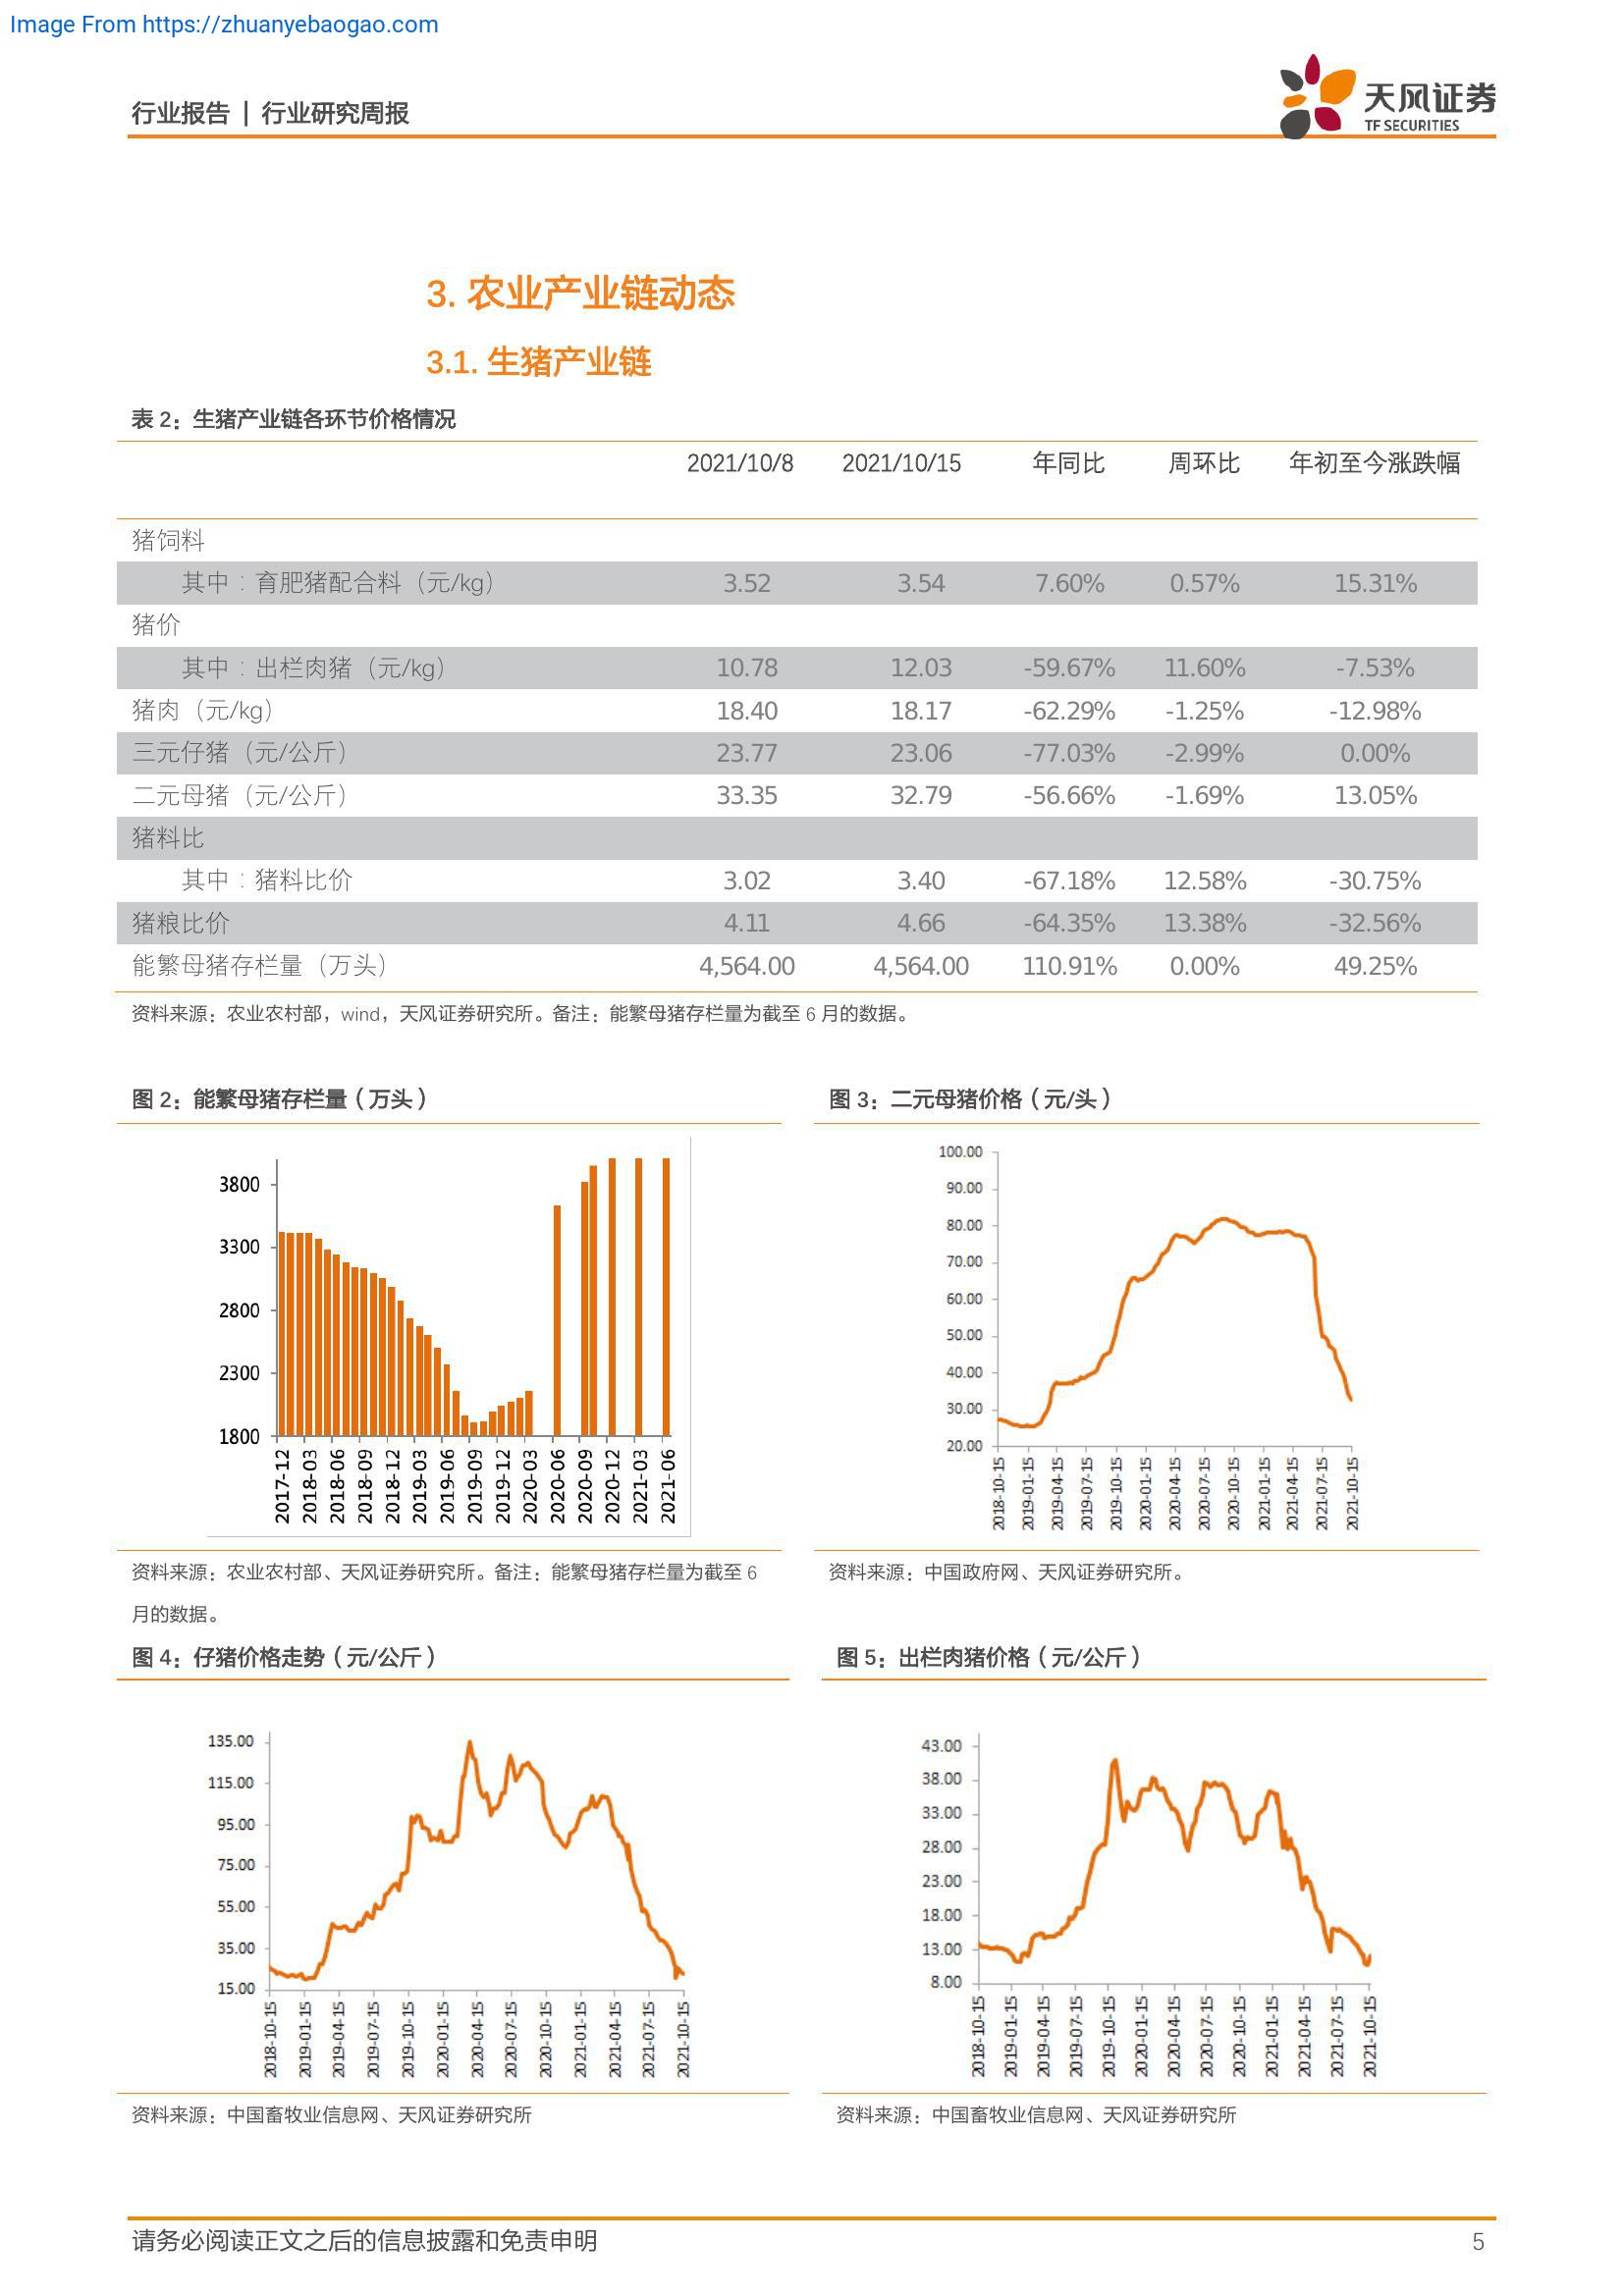 Image From https://zhuanyebaogao.com
行业报告 | 行业研究周报
天风证券
TF SECURITIES
3. 农业产业链动态
3.1. 生猪产业链
表 2：生猪产业链各环节价格情况
2021/10/8 2021/10/15 年同比 周环比 年初至今涨跌幅
猪饲料
其中：育肥猪配合料（元/kg） 3.52 3.54 7.60% 0.57% 15.31%
猪价
其中：出栏肉猪（元/kg） 10.78 12.03 -59.67% 11.60% -7.53%
猪肉（元/kg） 18.40 18.17 -62.29% -1.25% -12.98%
三元仔猪（元/公斤） 23.77 23.06 -77.03% -2.99% 0.00%
二元母猪（元/公斤） 33.35 32.79 -56.66% -1.69% 13.05%
猪料比
其中：猪料比价 3.02 3.40 -67.18% 12.58% -30.75%
猪粮比价 4.11 4.66 -64.35% 13.38% -32.56%
能繁母猪存栏量（万头） 4,564.00 4,564.00 110.91% 0.00% 49.25%
资料来源：农业农村部，wind，天风证券研究所。备注：能繁母猪存栏量为截至 6 月的数据。
图 2：能繁母猪存栏量（万头）
3800
3300
2800
2300
1800
2017-12 2018-03 2018-06 2018-09 2018-12 2019-03 2019-06 2019-09 2019-12 2020-03 2020-06 2020-09 2020-12 2021-03 2021-06
资料来源：农业农村部、天风证券研究所。备注：能繁母猪存栏量为截至 6
月的数据。
图 3：二元母猪价格（元/头）
100.00
90.00
80.00
70.00
60.00
50.00
40.00
30.00
20.00
2018-10-15 2019-01-15 2019-04-15 2019-07-15 2019-10-15 2020-01-15 2020-04-15 2020-07-15 2020-10-15 2021-01-15 2021-04-15 2021-07-15 2021-10-15
资料来源：中国政府网、天风证券研究所。
图 4：仔猪价格走势（元/公斤）
135.00
115.00
95.00
75.00
55.00
35.00
15.00
2018-10-15 2019-01-15 2019-04-15 2019-07-15 2019-10-15 2020-01-15 2020-04-15 2020-07-15 2020-10-15 2021-01-15 2021-04-15 2021-07-15 2021-10-15
资料来源：中国畜牧业信息网、天风证券研究所
图 5：出栏肉猪价格（元/公斤）
43.00
38.00
33.00
28.00
23.00
18.00
13.00
8.00
2018-10-15 2019-01-15 2019-04-15 2019-07-15 2019-10-15 2020-01-15 2020-04-15 2020-07-15 2020-10-15 2021-01-15 2021-04-15 2021-07-15 2021-10-15
资料来源：中国畜牧业信息网、天风证券研究所
请务必阅读正文之后的信息披露和免责申明 5